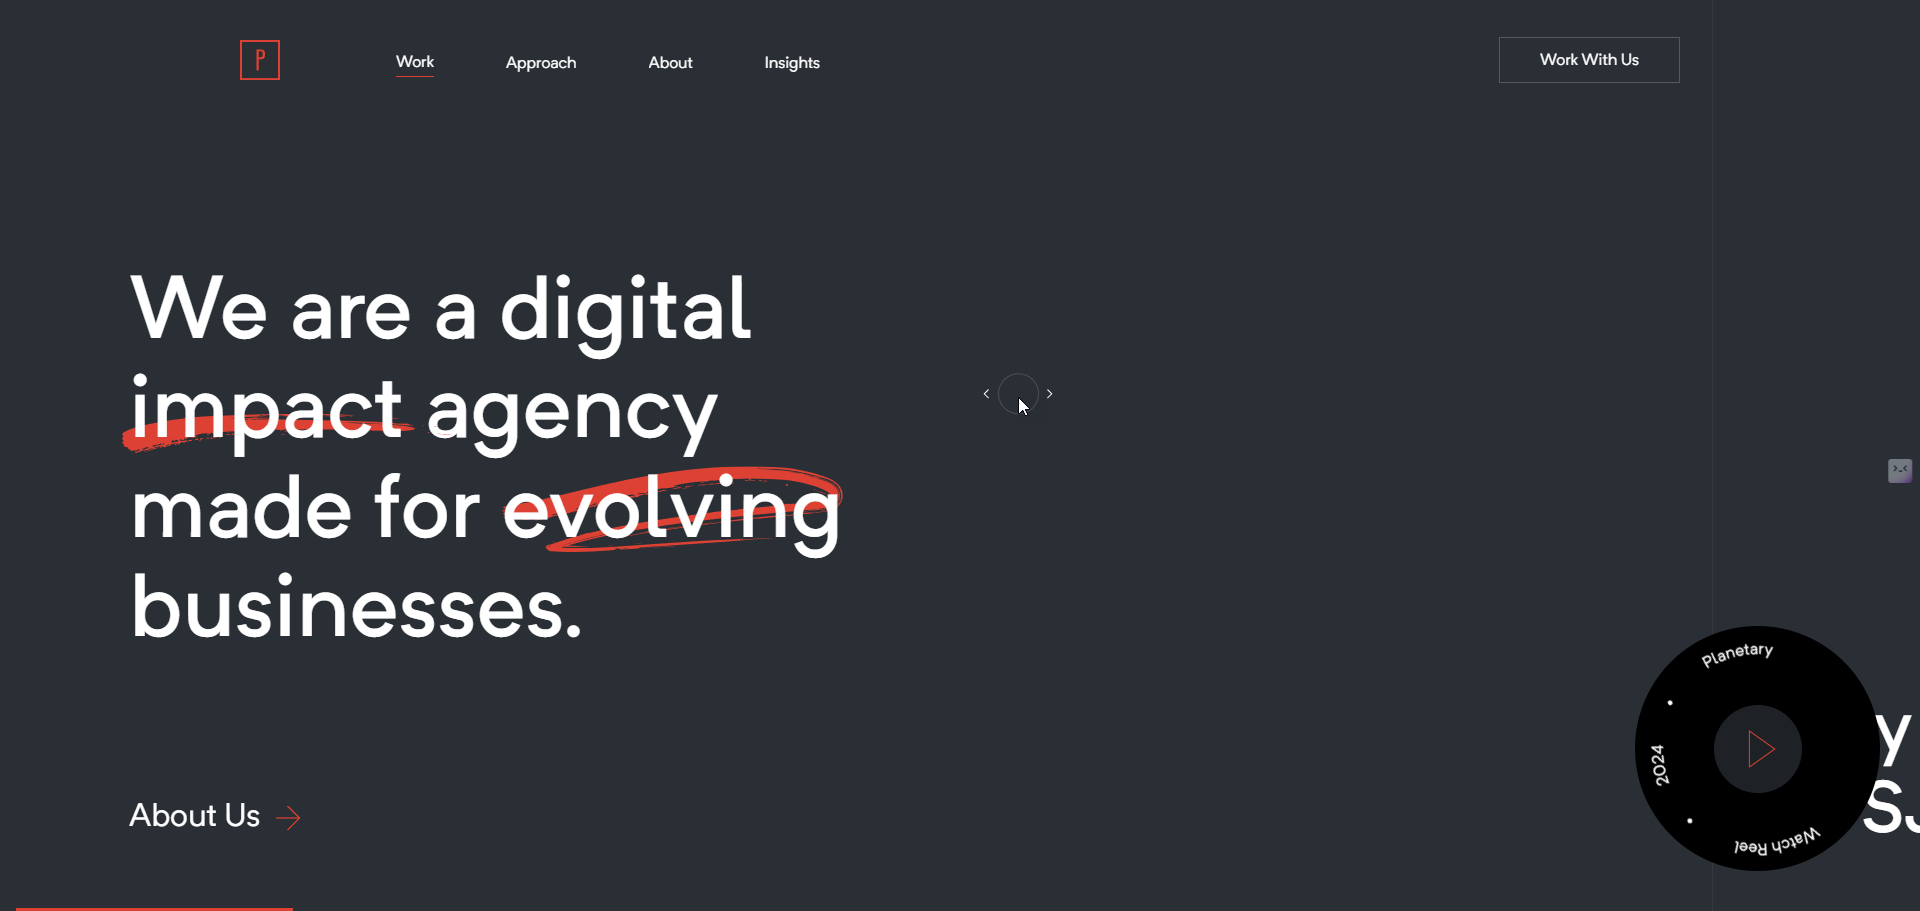 P
Work
Approach
About
Insights
Work With Us
We are a digital
impact agency
made for evolving
businesses.
Planetary
2024
Watch Reel
y
S
About Us